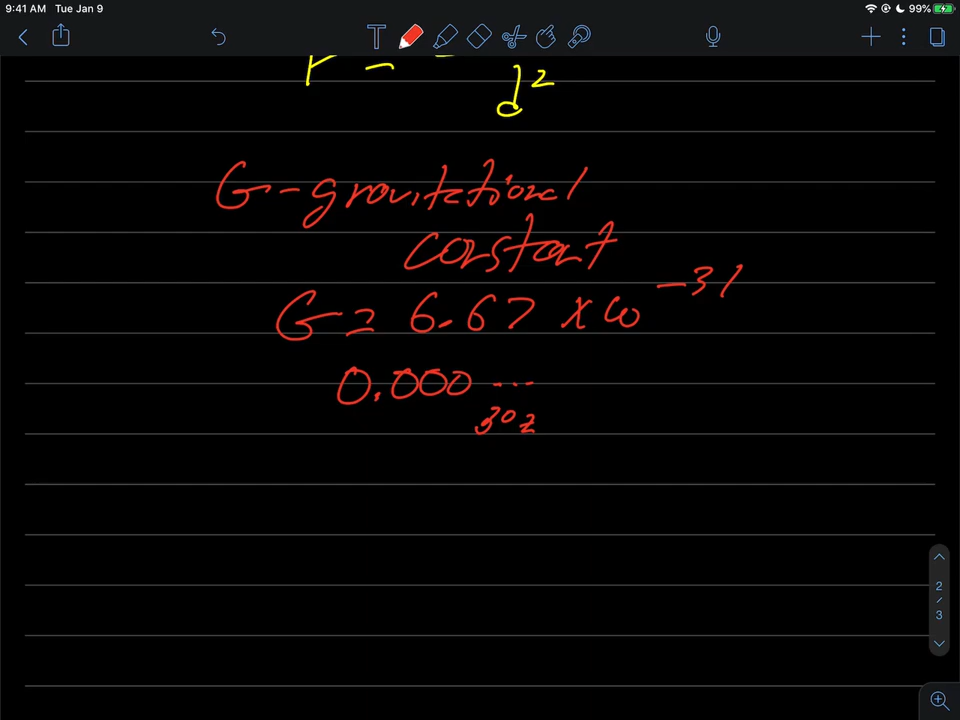 9:41 AM Tue Jan 9
99%
F =
d²
G-gravitational
constant
G = 6.67 x 10⁻³¹
0.000 ...
30z
2
/
3